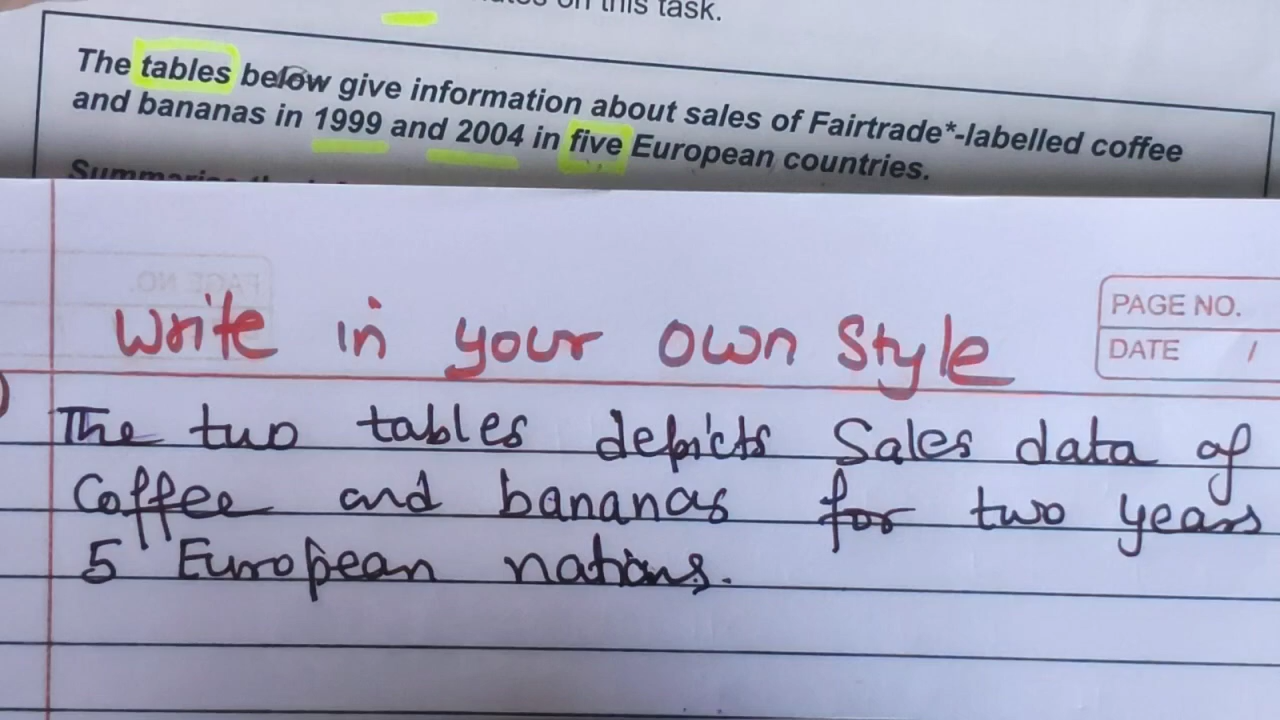 on this task.
The tables below give information about sales of Fairtrade*-labelled coffee
and bananas in 1999 and 2004 in five European countries.
Summarise
PAGE NO.
Write in your own Style
PAGE NO.
DATE /
The two tables depicts Sales data of
Coffee and bananas for two years
5 European nations.